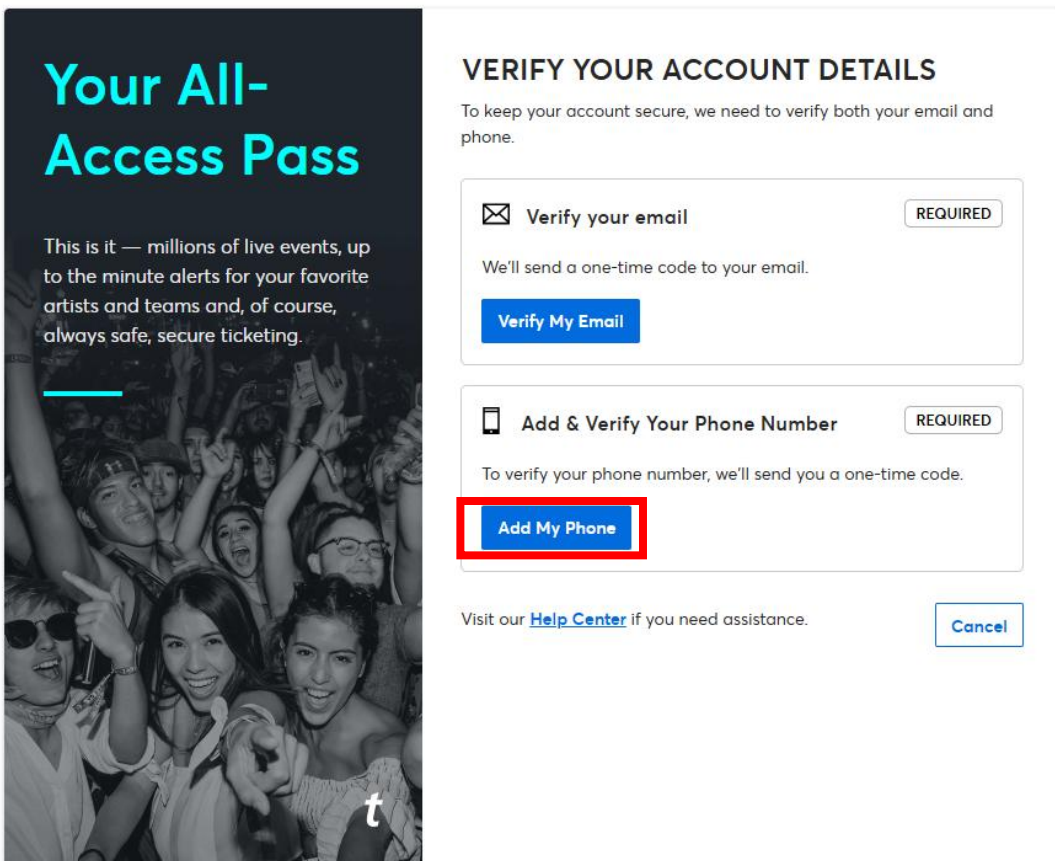 Your All-
Access Pass
This is it — millions of live events, up
to the minute alerts for your favorite
artists and teams and, of course,
always safe, secure ticketing.
t
VERIFY YOUR ACCOUNT DETAILS
To keep your account secure, we need to verify both your email and
phone.
Verify your email
REQUIRED
We'll send a one-time code to your email.
Verify My Email
Add & Verify Your Phone Number
REQUIRED
To verify your phone number, we'll send you a one-time code.
Add My Phone
Visit our Help Center if you need assistance.
Cancel